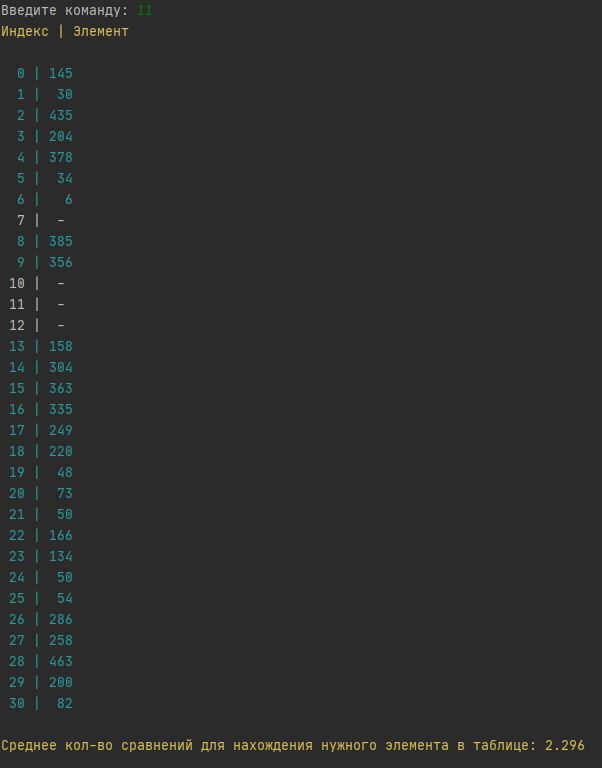 Введите команду: 11
Индекс | Элемент
0 | 145
1 | 30
2 | 435
3 | 204
4 | 378
5 | 34
6 | 6
7 | -
8 | 385
9 | 356
10 | -
11 | -
12 | -
13 | 158
14 | 304
15 | 363
16 | 335
17 | 249
18 | 220
19 | 48
20 | 73
21 | 50
22 | 166
23 | 134
24 | 50
25 | 54
26 | 286
27 | 258
28 | 463
29 | 200
30 | 82
Среднее кол-во сравнений для нахождения нужного элемента в таблице: 2.296